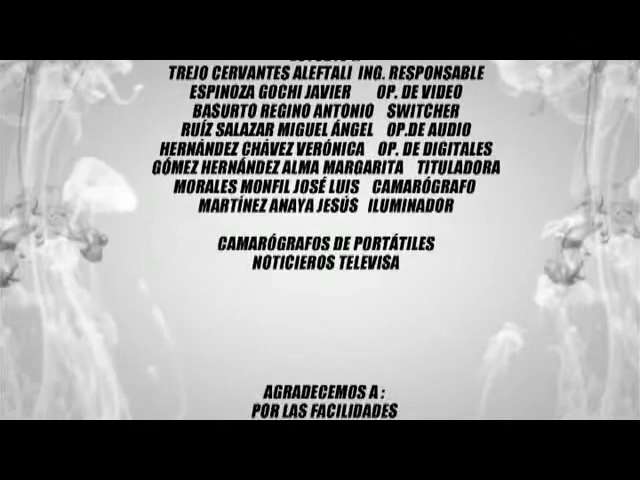 TREJO CERVANTES ALEFTALI ING. RESPONSABLE
ESPINOZA GOCHI JAVIER OP. DE VIDEO
BASURTO REGINO ANTONIO SWITCHER
RUÍZ SALAZAR MIGUEL ÁNGEL OP.DE AUDIO
HERNÁNDEZ CHÁVEZ VERÓNICA OP. DE DIGITALES
GÓMEZ HERNÁNDEZ ALMA MARGARITA TITULADORA
MORALES MONFIL JOSÉ LUIS CAMARÓGRAFO
MARTÍNEZ ANAYA JESÚS ILUMINADOR
CAMARÓGRAFOS DE PORTÁTILES
NOTICIEROS TELEVISA
AGRADECEMOS A :
POR LAS FACILIDADES